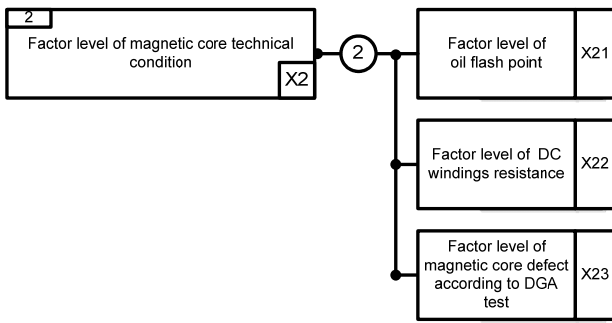 2
Factor level of magnetic core technical
condition
X2
2
Factor level of
oil flash point
X21
Factor level of DC
windings resistance
X22
Factor level of
magnetic core defect
according to DGA
test
X23